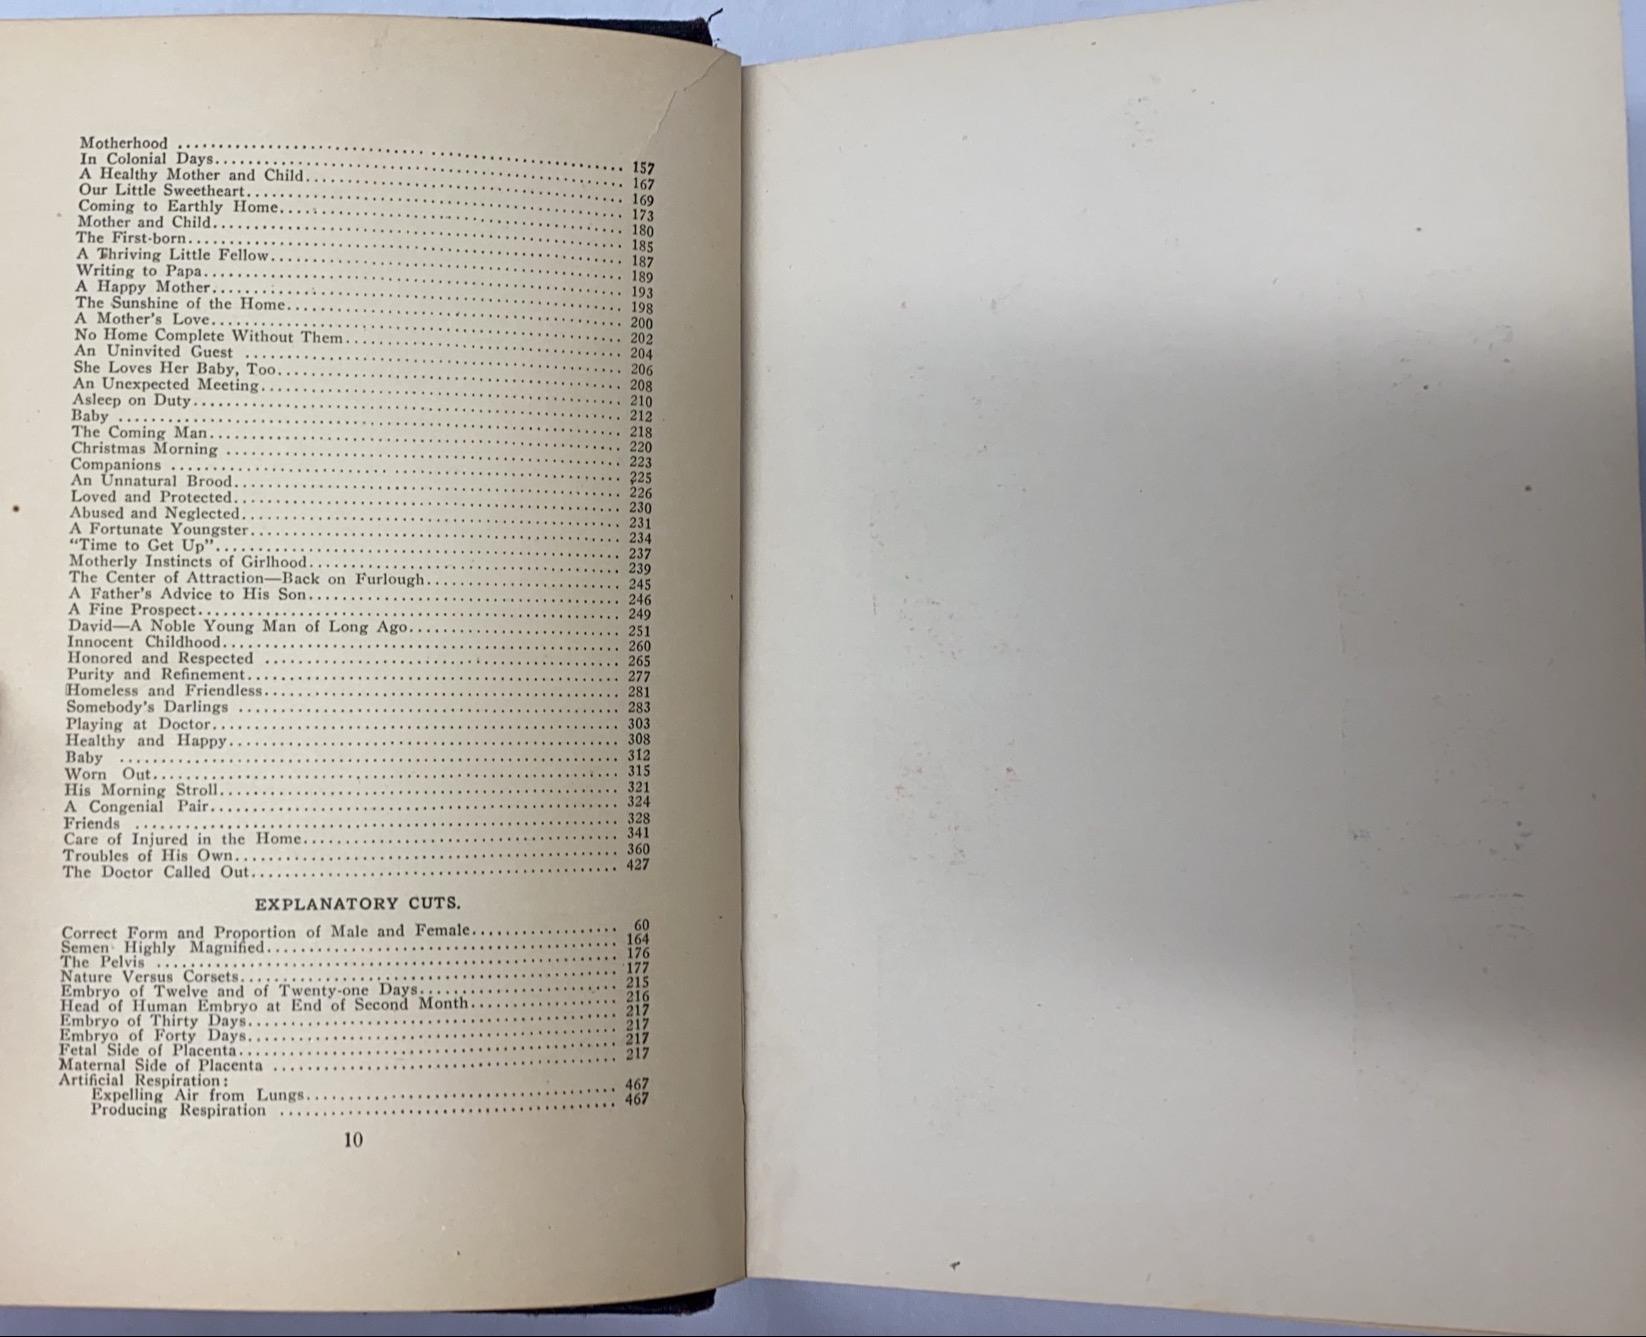 Motherhood ........ 157
In Colonial Days........ 167
A Healthy Mother and Child........ 169
Our Little Sweetheart........ 173
Coming to Earthly Home........ 180
Mother and Child........ 185
The First-born........ 187
A Thriving Little Fellow........ 189
Writing to Papa........ 193
A Happy Mother........ 198
The Sunshine of the Home........ 200
A Mother's Love........ 202
No Home Complete Without Them........ 204
An Uninvited Guest ........ 206
She Loves Her Baby, Too........ 208
An Unexpected Meeting........ 210
Asleep on Duty........ 212
Baby ........ 218
The Coming Man........ 220
Christmas Morning ........ 223
Companions ........ 225
An Unnatural Brood........ 226
Loved and Protected........ 230
Abused and Neglected........ 231
A Fortunate Youngster........ 234
"Time to Get Up"........ 237
Motherly Instincts of Girlhood........ 239
The Center of Attraction—Back on Furlough........ 245
A Father's Advice to His Son........ 246
A Fine Prospect........ 249
David—A Noble Young Man of Long Ago........ 251
Innocent Childhood........ 260
Honored and Respected ........ 265
Purity and Refinement........ 277
Homeless and Friendless........ 281
Somebody's Darlings ........ 283
Playing at Doctor........ 303
Healthy and Happy........ 308
Baby ........ 312
Worn Out........ 315
His Morning Stroll........ 321
A Congenial Pair........ 324
Friends ........ 328
Care of Injured in the Home........ 341
Troubles of His Own........ 360
The Doctor Called Out........ 427
EXPLANATORY CUTS.
Correct Form and Proportion of Male and Female........ 60
Semen Highly Magnified........ 164
The Pelvis ........ 176
Nature Versus Corsets........ 177
Embryo of Twelve and of Twenty-one Days........ 215
Head of Human Embryo at End of Second Month........ 216
Embryo of Thirty Days........ 217
Embryo of Forty Days........ 217
Fetal Side of Placenta........ 217
Maternal Side of Placenta ........ 217
Artificial Respiration:
Expelling Air from Lungs........ 467
Producing Respiration ........ 467
10